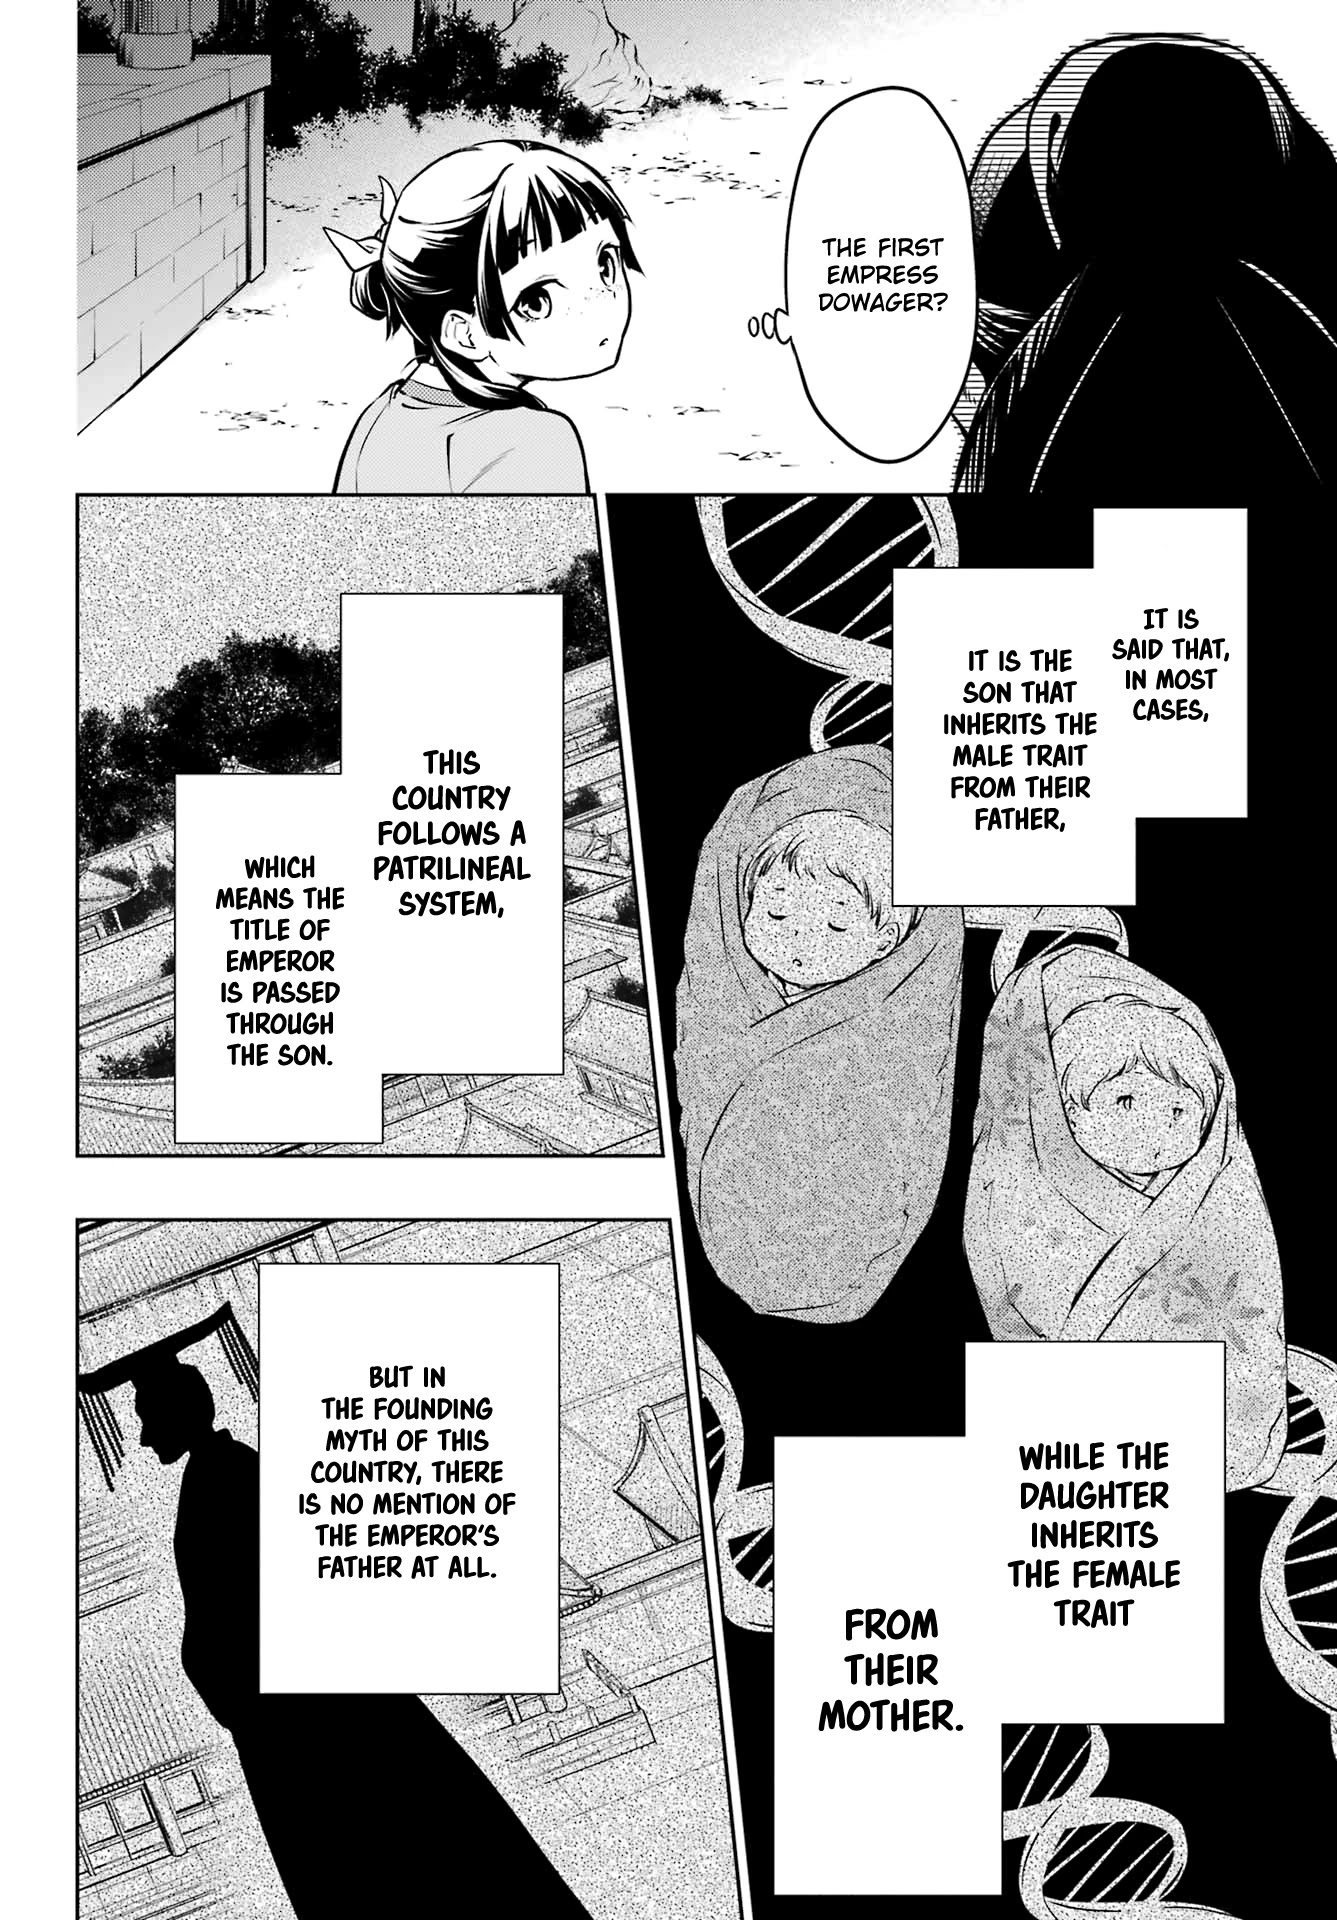 THE FIRST
EMPRESS
DOWAGER?
IT IS
SAID THAT,
IN MOST
CASES,
IT IS THE
SON THAT
INHERITS THE
MALE TRAIT
FROM THEIR
FATHER,
WHILE THE
DAUGHTER
INHERITS
THE FEMALE
TRAIT
FROM
THEIR
MOTHER.
THIS
COUNTRY
FOLLOWS A
PATRILINEAL
SYSTEM,
WHICH
MEANS THE
TITLE OF
EMPEROR
IS PASSED
THROUGH
THE SON.
BUT IN
THE FOUNDING
MYTH OF THIS
COUNTRY, THERE
IS NO MENTION OF
THE EMPEROR'S
FATHER AT ALL.